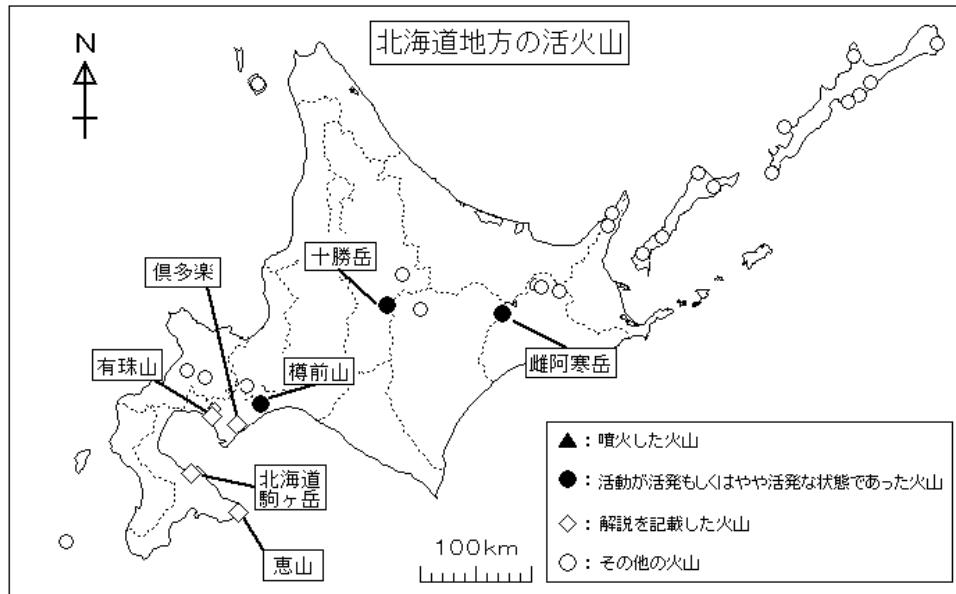 北海道地方の活火山
N
十勝岳
倶多楽
有珠山
樽前山
雌阿寒岳
北海道
駒ヶ岳
恵山
100km
▲：噴火した火山
●：活動が活発もしくはやや活発な状態であった火山
◇：解説を記載した火山
○：その他の火山